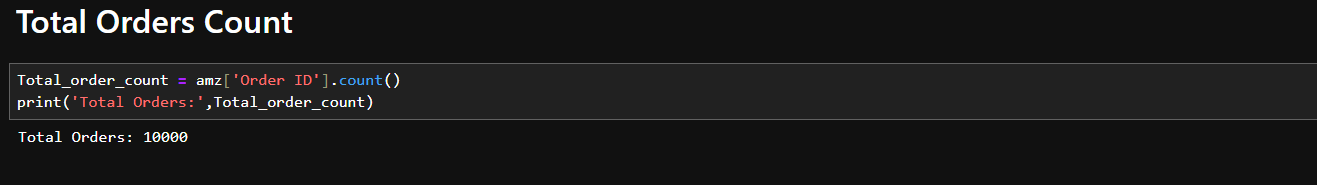 Total Orders Count
Total_order_count = amz['Order ID'].count()
print('Total Orders:',Total_order_count)
Total Orders: 10000